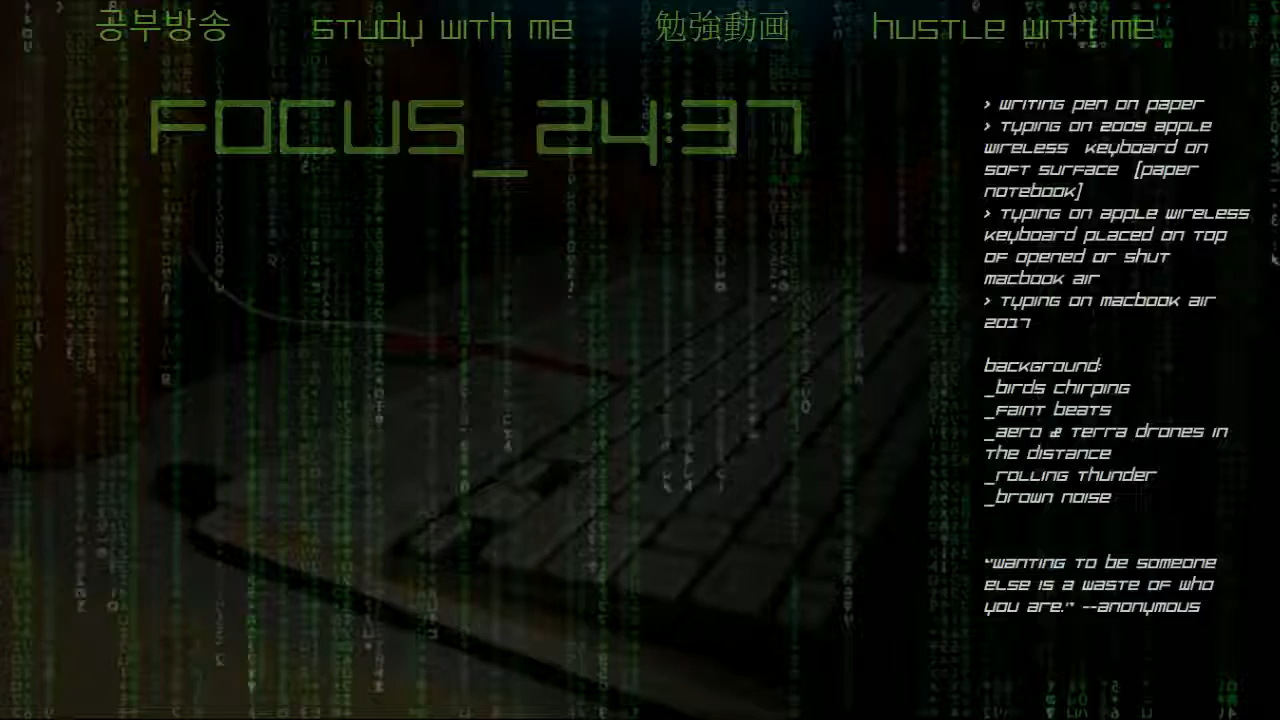 공부방송 study with me 勉強動画 hustle with me
FOCUS_24:37
> writing pen on paper
> typing on 2009 apple
wireless keyboard on
soft surface [paper
notebook]
> typing on apple wireless
keyboard placed on top
of opened or shut
macbook air
> typing on macbook air
2017
background:
_birds chirping
_faint beats
_aero & terra drones in
the distance
_rolling thunder
_brown noise
"wanting to be someone
else is a waste of who
you are." --anonymous